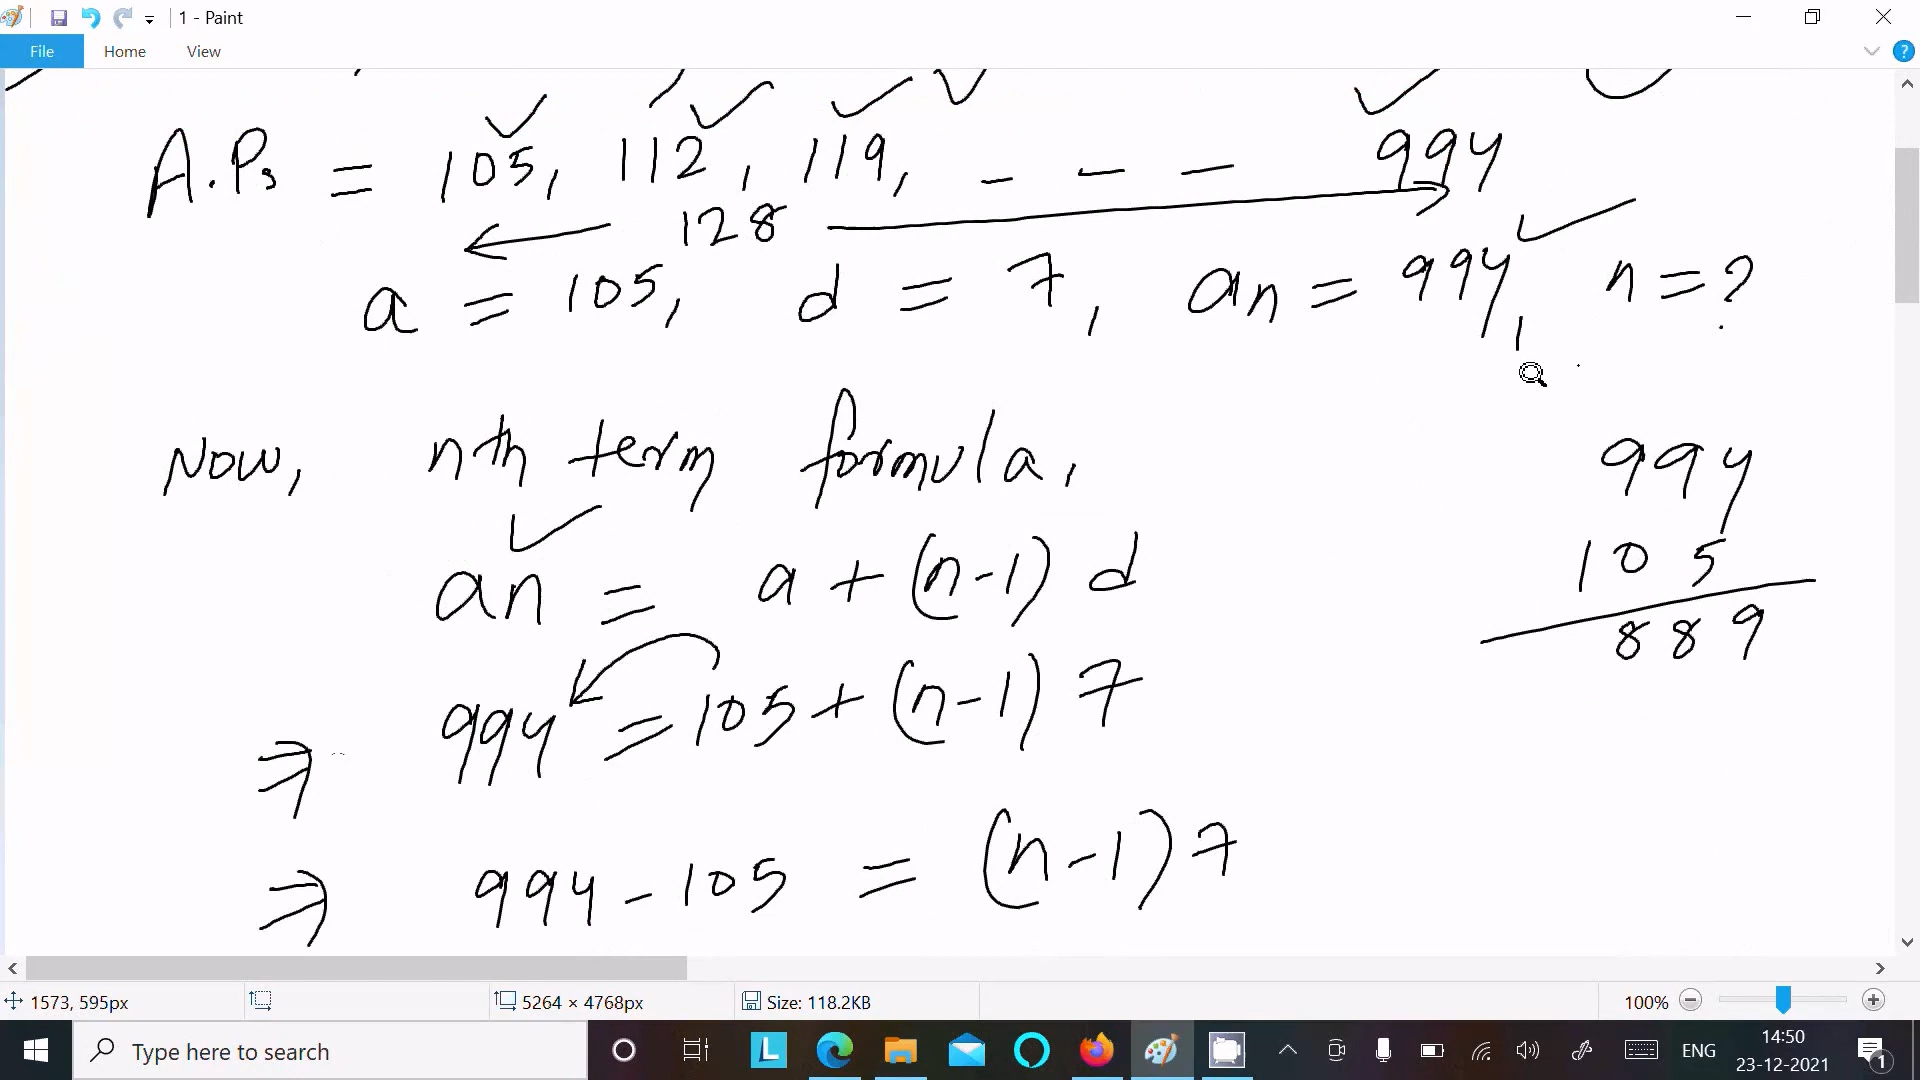 1 - Paint
File Home View
A.Ps = 105, 112, 119, - - - 994
128
a = 105, d = 7, an = 994, n = ?
Now, nth term formula,
an = a + (n-1) d
⇒ 994 = 105 + (n-1) 7
⇒ 994 - 105 = (n-1) 7
994
105
889
1573, 595px 5264 × 4768px Size: 118.2KB 100%
Type here to search
L
ENG
14:50
23-12-2021
1